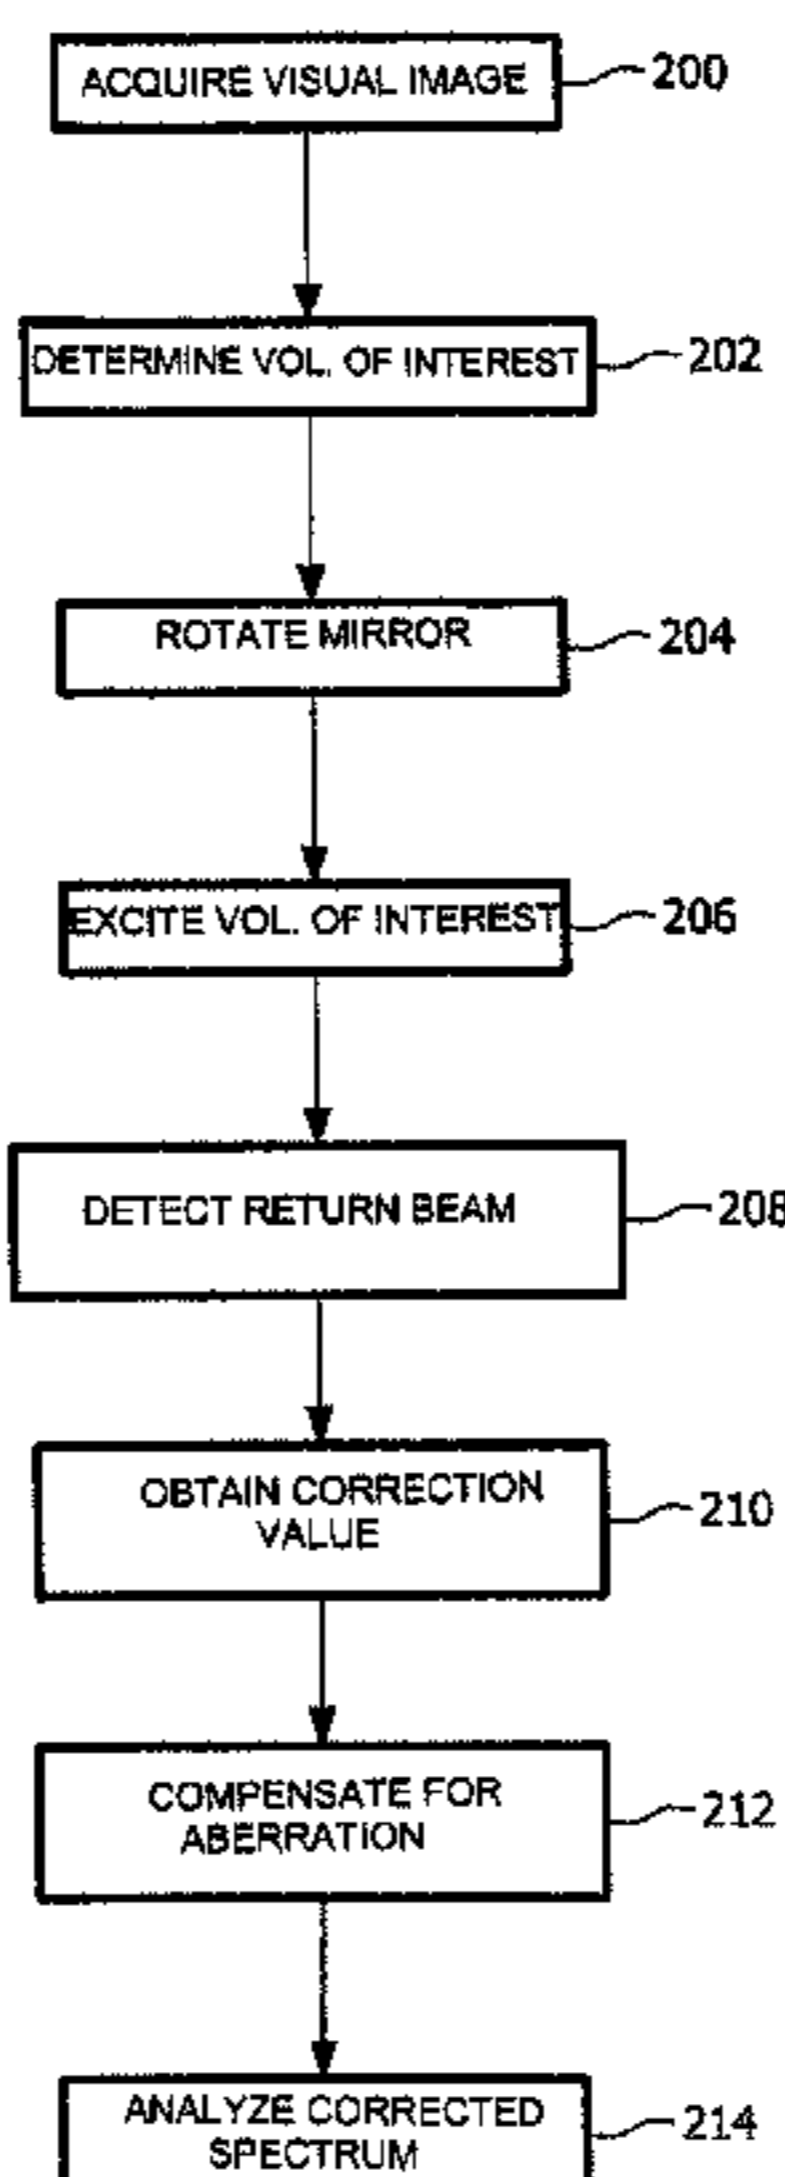 ACQUIRE VISUAL IMAGE 200
DETERMINE VOL. OF INTEREST 202
ROTATE MIRROR 204
EXCITE VOL. OF INTEREST 206
DETECT RETURN BEAM 208
OBTAIN CORRECTION
VALUE 210
COMPENSATE FOR
ABERRATION 212
ANALYZE CORRECTED
SPECTRUM 214